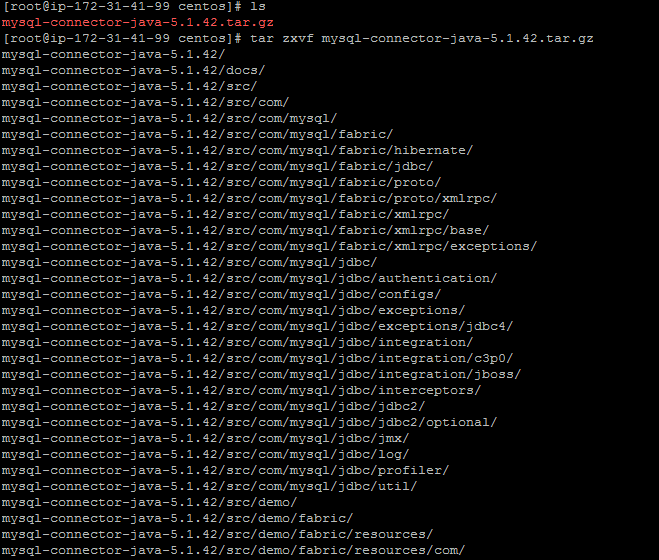 [root@ip-172-31-41-99 centos]# ls
mysql-connector-java-5.1.42.tar.gz
[root@ip-172-31-41-99 centos]# tar zxvf mysql-connector-java-5.1.42.tar.gz
mysql-connector-java-5.1.42/
mysql-connector-java-5.1.42/docs/
mysql-connector-java-5.1.42/src/
mysql-connector-java-5.1.42/src/com/
mysql-connector-java-5.1.42/src/com/mysql/
mysql-connector-java-5.1.42/src/com/mysql/fabric/
mysql-connector-java-5.1.42/src/com/mysql/fabric/hibernate/
mysql-connector-java-5.1.42/src/com/mysql/fabric/jdbc/
mysql-connector-java-5.1.42/src/com/mysql/fabric/proto/
mysql-connector-java-5.1.42/src/com/mysql/fabric/proto/xmlrpc/
mysql-connector-java-5.1.42/src/com/mysql/fabric/xmlrpc/
mysql-connector-java-5.1.42/src/com/mysql/fabric/xmlrpc/base/
mysql-connector-java-5.1.42/src/com/mysql/fabric/xmlrpc/exceptions/
mysql-connector-java-5.1.42/src/com/mysql/jdbc/
mysql-connector-java-5.1.42/src/com/mysql/jdbc/authentication/
mysql-connector-java-5.1.42/src/com/mysql/jdbc/configs/
mysql-connector-java-5.1.42/src/com/mysql/jdbc/exceptions/
mysql-connector-java-5.1.42/src/com/mysql/jdbc/exceptions/jdbc4/
mysql-connector-java-5.1.42/src/com/mysql/jdbc/integration/
mysql-connector-java-5.1.42/src/com/mysql/jdbc/integration/c3p0/
mysql-connector-java-5.1.42/src/com/mysql/jdbc/integration/jboss/
mysql-connector-java-5.1.42/src/com/mysql/jdbc/interceptors/
mysql-connector-java-5.1.42/src/com/mysql/jdbc/jdbc2/
mysql-connector-java-5.1.42/src/com/mysql/jdbc/jdbc2/optional/
mysql-connector-java-5.1.42/src/com/mysql/jdbc/jmx/
mysql-connector-java-5.1.42/src/com/mysql/jdbc/log/
mysql-connector-java-5.1.42/src/com/mysql/jdbc/profiler/
mysql-connector-java-5.1.42/src/com/mysql/jdbc/util/
mysql-connector-java-5.1.42/src/demo/
mysql-connector-java-5.1.42/src/demo/fabric/
mysql-connector-java-5.1.42/src/demo/fabric/resources/
mysql-connector-java-5.1.42/src/demo/fabric/resources/com/